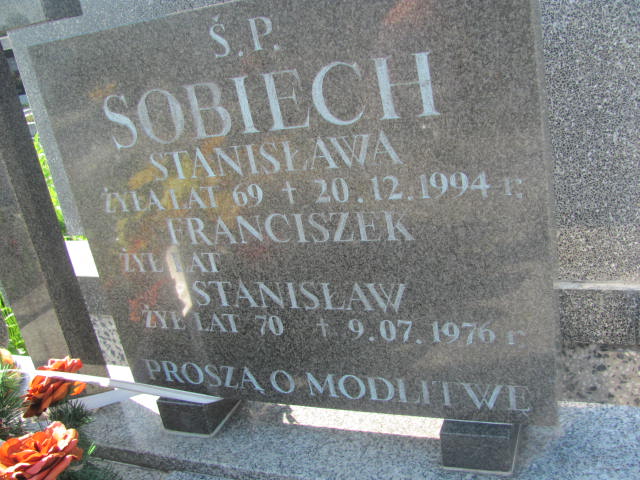 Ś.P.
SOBIECH
STANISŁAWA
ŻYŁA LAT 69 † 20.12.1994 r.
FRANCISZEK
ŻYŁ LAT
STANISŁAW
ŻYŁ LAT 70 † 9.07.1976 r
PROSZĄ O MODLITWĘ